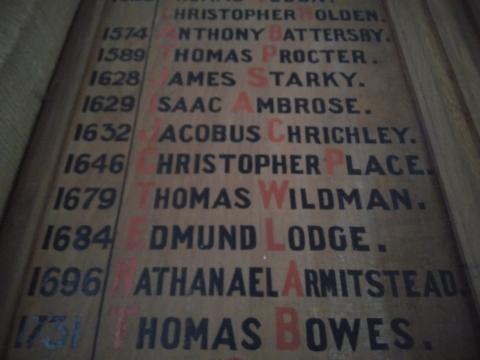 CHRISTOPHER HOLDEN.
1574 ANTHONY BATTERSBY.
1589 THOMAS PROCTER.
1628 JAMES STARKY.
1629 ISAAC AMBROSE.
1632 JACOBUS CHRICHLEY.
1646 CHRISTOPHER PLACE.
1679 THOMAS WILDMAN.
1684 EDMUND LODGE.
1696 NATHANAEL ARMITSTEAD.
1731 THOMAS BOWES.